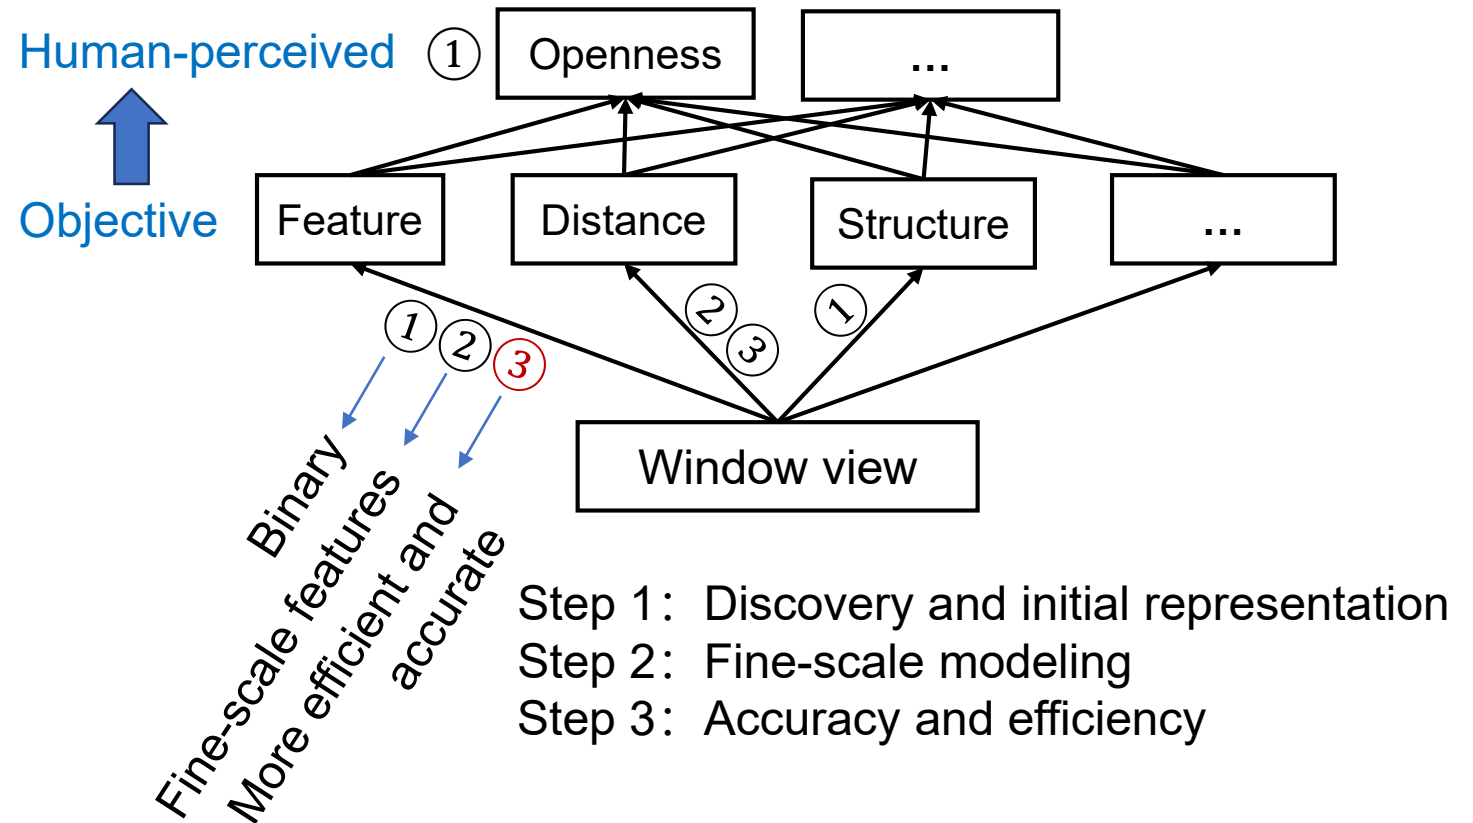 Human-perceived
①
Openness
...
Objective
Feature
Distance
Structure
...
①
②
③
②
③
①
Binary
Fine-scale features
More efficient and
accurate
Window view
Step 1：Discovery and initial representation
Step 2：Fine-scale modeling
Step 3：Accuracy and efficiency